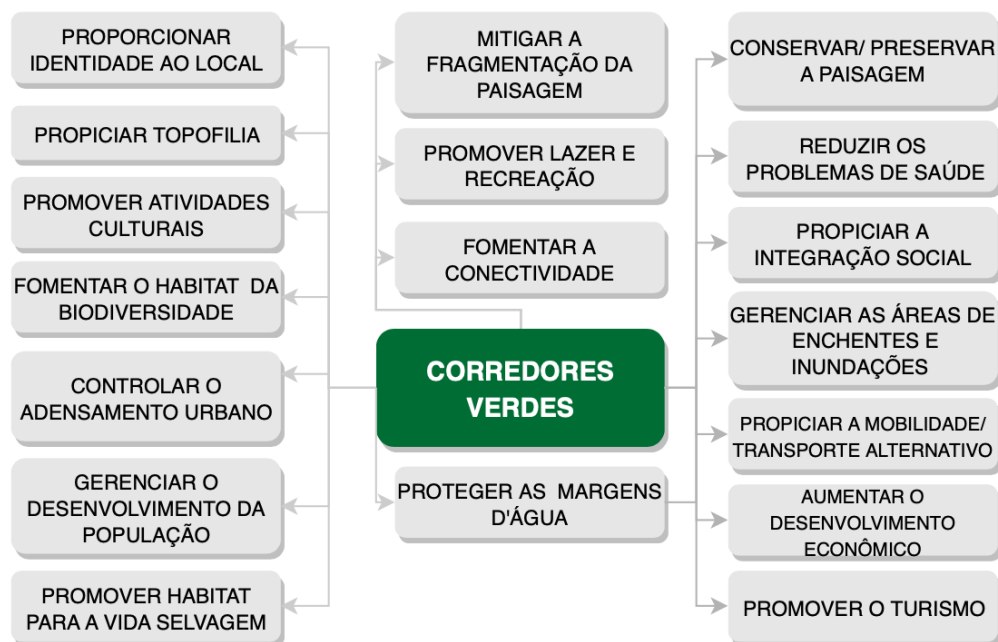 PROPORCIONAR
IDENTIDADE AO LOCAL
PROPICIAR TOPOFILIA
PROMOVER ATIVIDADES
CULTURAIS
FOMENTAR O HABITAT DA
BIODIVERSIDADE
CONTROLAR O
ADENSAMENTO URBANO
GERENCIAR O
DESENVOLVIMENTO DA
POPULAÇÃO
PROMOVER HABITAT
PARA A VIDA SELVAGEM
MITIGAR A
FRAGMENTAÇÃO DA
PAISAGEM
PROMOVER LAZER E
RECREAÇÃO
FOMENTAR A
CONECTIVIDADE
CORREDORES
VERDES
PROTEGER AS MARGENS
D'ÁGUA
CONSERVAR/ PRESERVAR
A PAISAGEM
REDUZIR OS
PROBLEMAS DE SAÚDE
PROPICIAR A
INTEGRAÇÃO SOCIAL
GERENCIAR AS ÁREAS DE
ENCHENTES E
INUNDAÇÕES
PROPICIAR A MOBILIDADE/
TRANSPORTE ALTERNATIVO
AUMENTAR O
DESENVOLVIMENTO
ECONÔMICO
PROMOVER O TURISMO